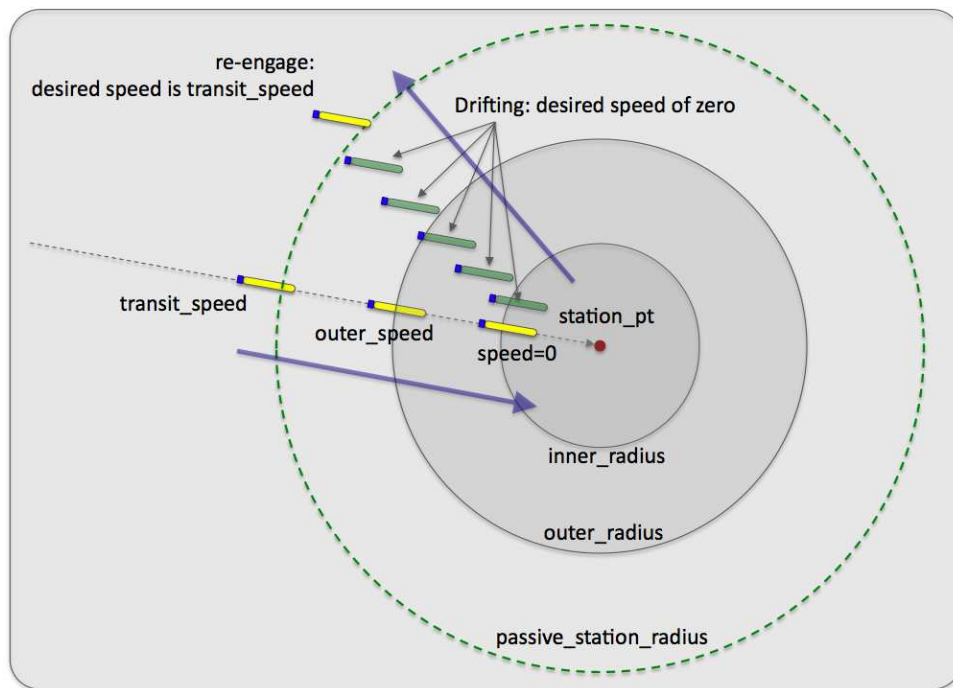 re-engage:
desired speed is transit_speed
Drifting: desired speed of zero
transit_speed
outer_speed
station_pt
speed=0
inner_radius
outer_radius
passive_station_radius